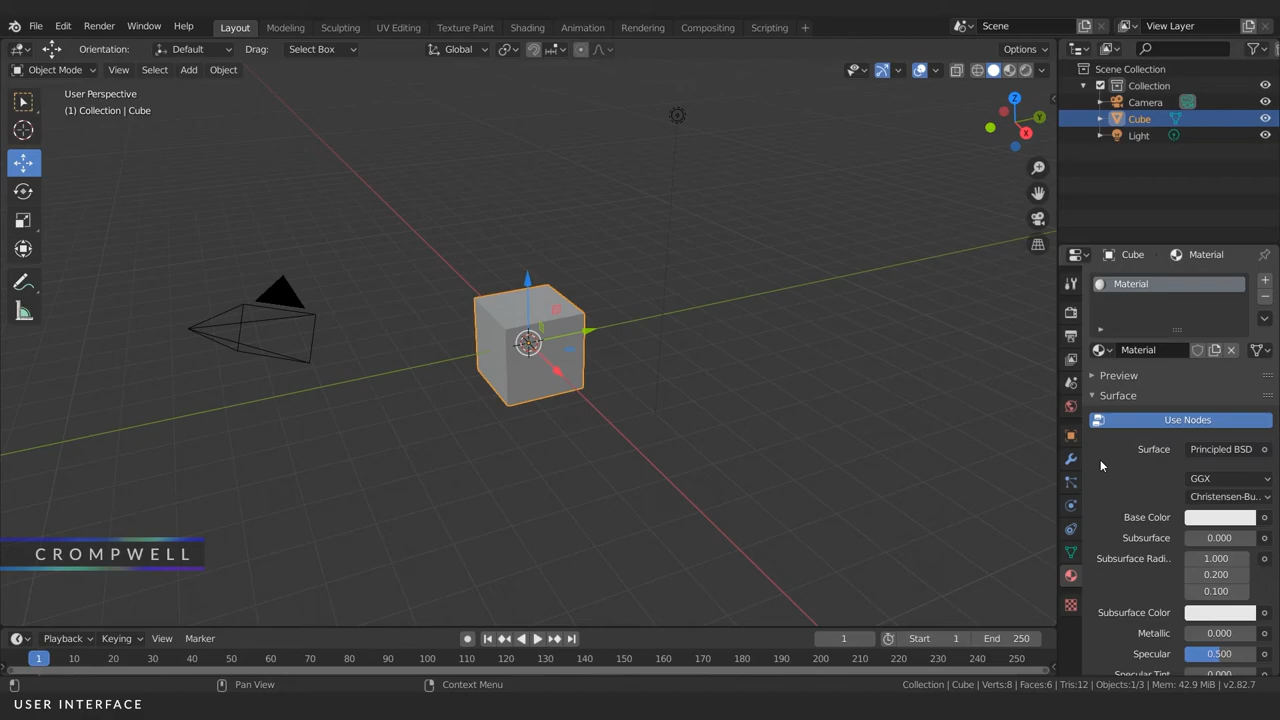 File Edit Render Window Help Layout Modeling Sculpting UV Editing Texture Paint Shading Animation Rendering Compositing Scripting + Scene View Layer
Orientation: Default Drag: Select Box Global Options
Object Mode View Select Add Object
User Perspective
(1) Collection | Cube
Z
Y
X
Scene Collection
Collection
Camera
Cube
Light
Cube Material
Material
Material
Preview
Surface
Use Nodes
Surface Principled BSD
GGX
Christensen-Bu..
Base Color
Subsurface 0.000
Subsurface Radi.. 1.000
0.200
0.100
Subsurface Color
Metallic 0.000
Specular 0.500
Specular Tint 0.000
CROMPWELL
Playback Keying View Marker 1 Start 1 End 250
1 10 20 30 40 50 60 70 80 90 100 110 120 130 140 150 160 170 180 190 200 210 220 230 240 250
Pan View Context Menu Collection | Cube | Verts:8 | Faces:6 | Tris:12 | Objects:1/3 | Mem: 42.9 MiB | v2.82.7
USER INTERFACE